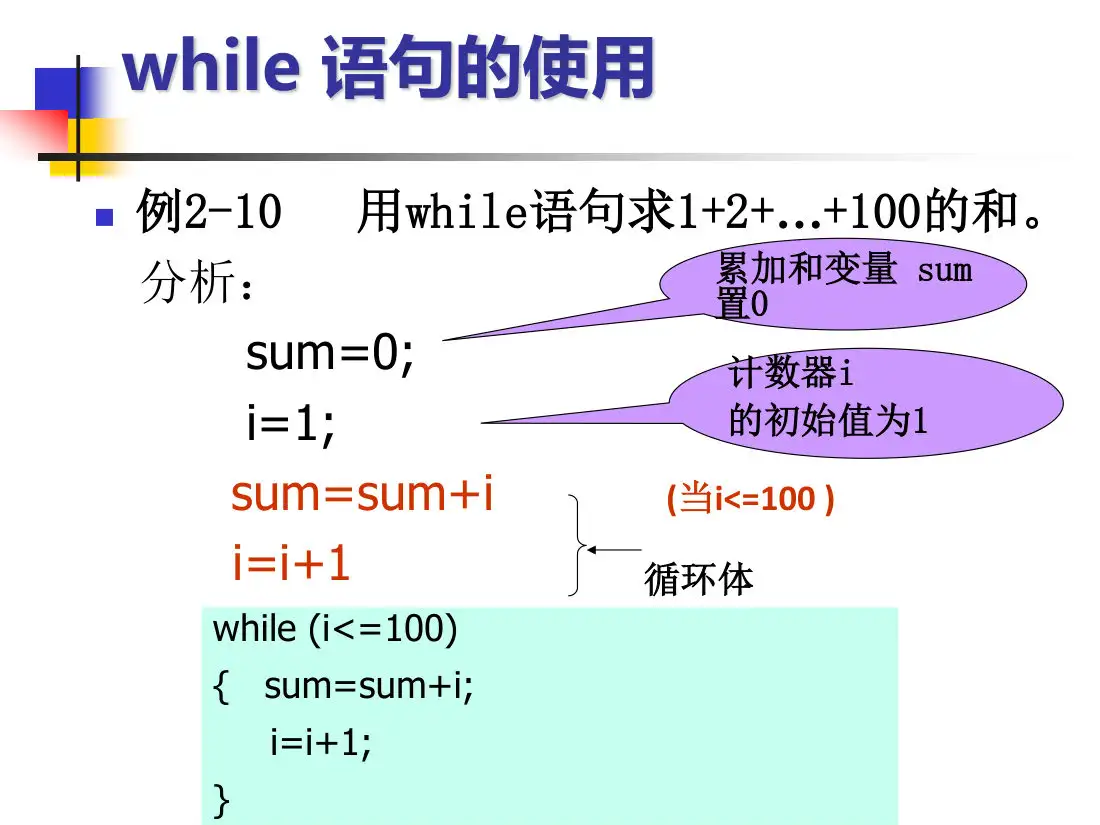 while 语句的使用
例2-10 用while语句求1+2+…+100的和。
分析：
累加和变量 sum
置0
sum=0;
计数器i
的初始值为1
i=1;
sum=sum+i
(当i<=100 )
i=i+1
循环体
while (i<=100)
{ sum=sum+i;
i=i+1;
}